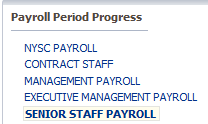 Payroll Period Progress
NYSC PAYROLL
CONTRACT STAFF
MANAGEMENT PAYROLL
EXECUTIVE MANAGEMENT PAYROLL
SENIOR STAFF PAYROLL